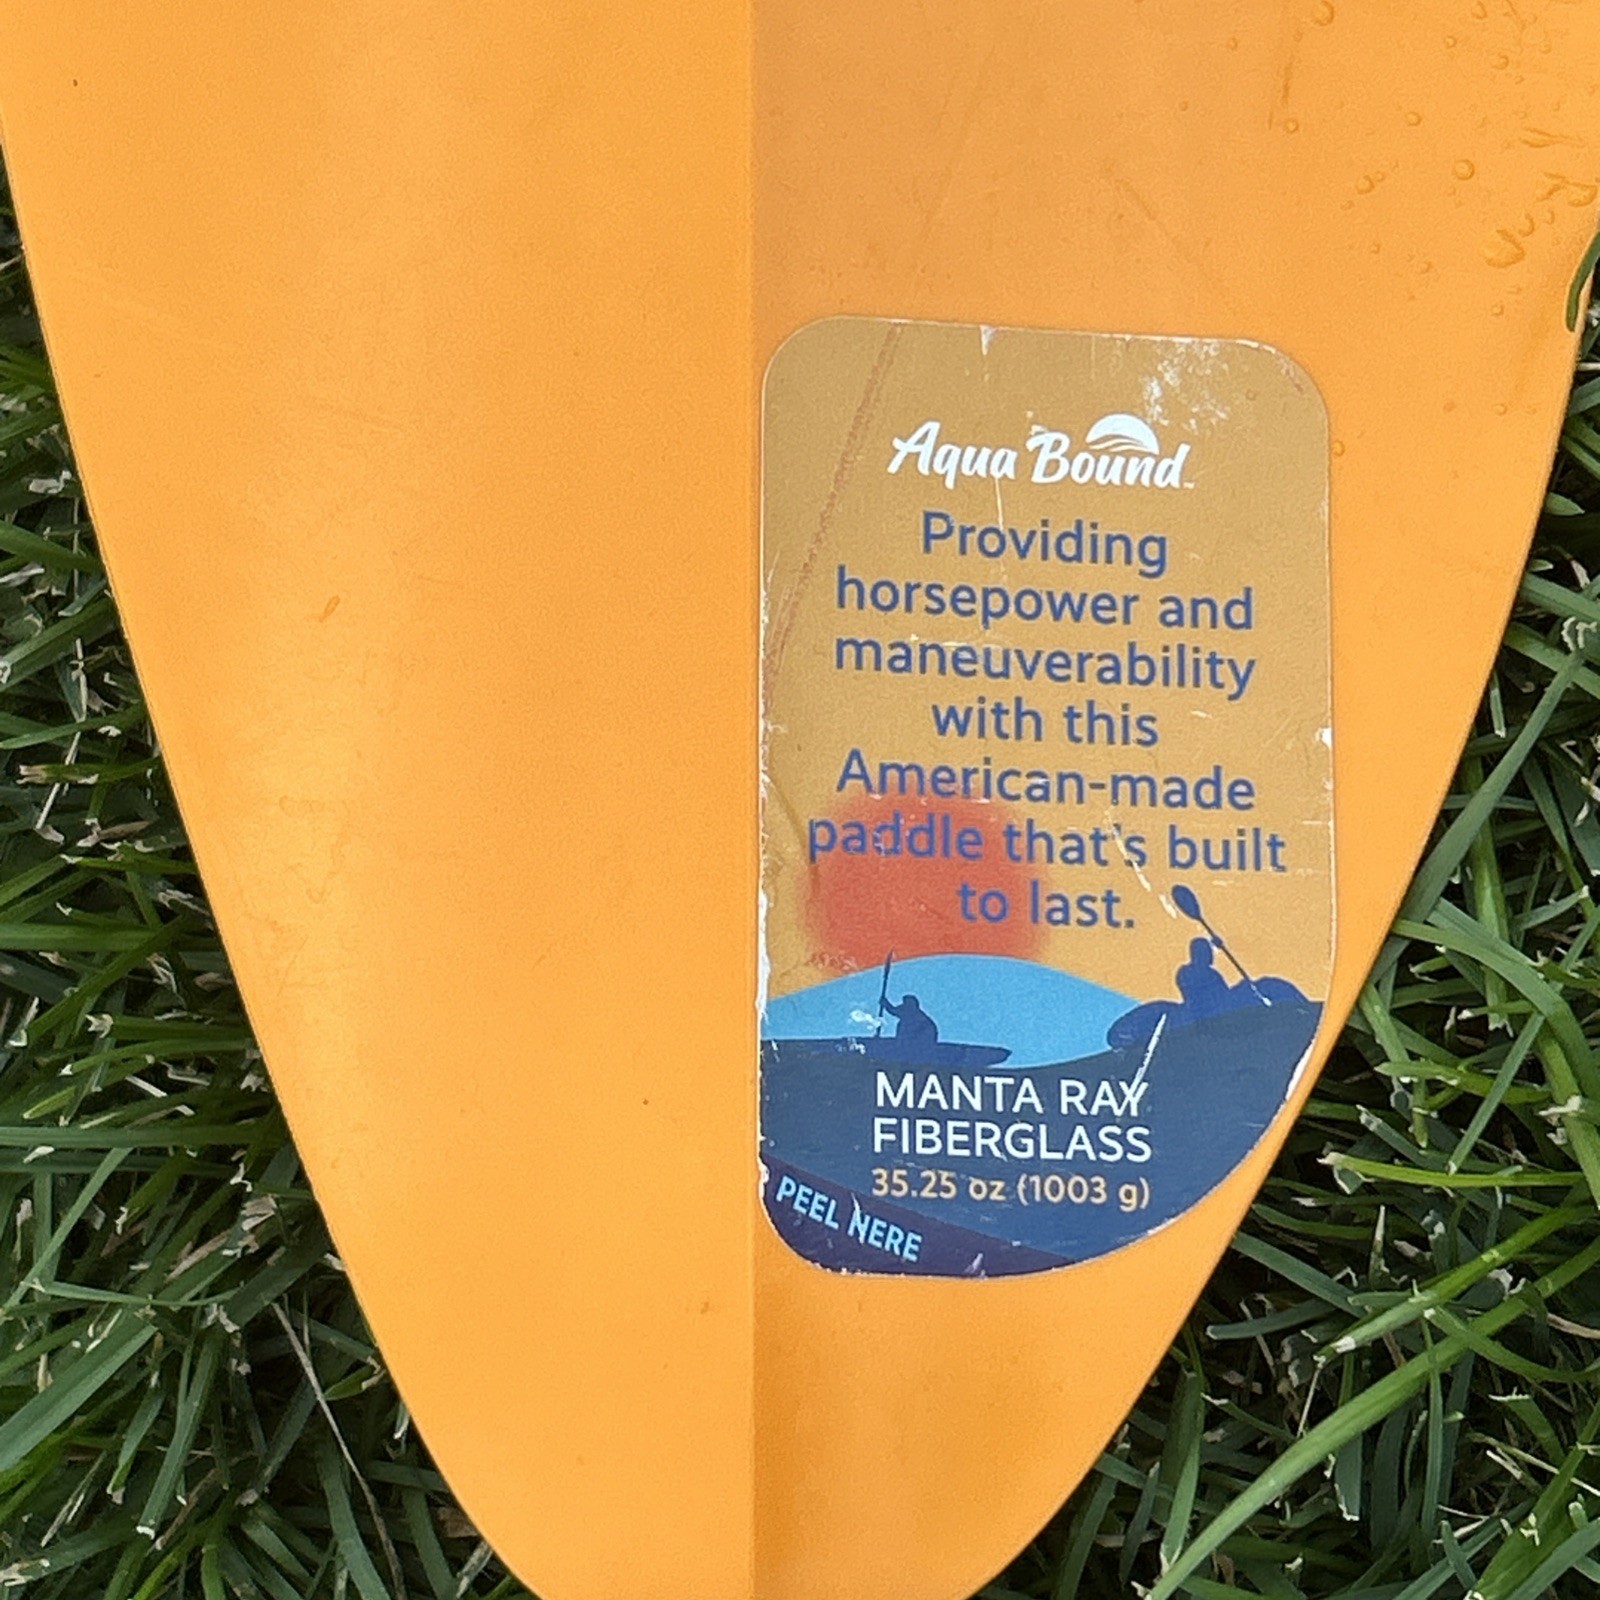 Aqua Bound™
Providing
horsepower and
maneuverability
with this
American-made
paddle that's built
to last.
MANTA RAY
FIBERGLASS
35.25 oz (1003 g)
PEEL HERE